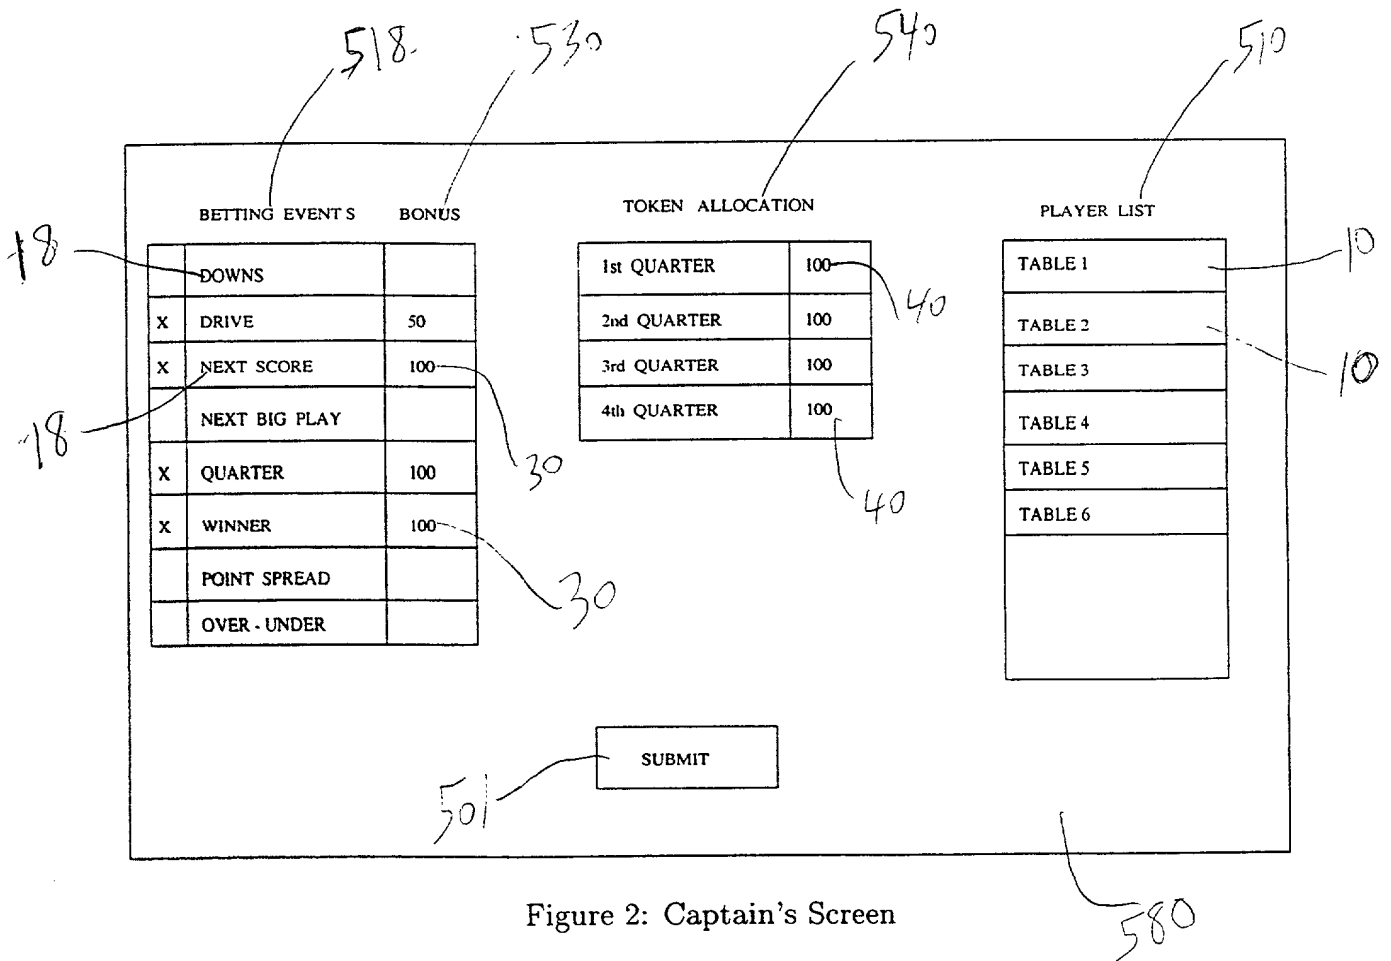 518 530 540 510
BETTING EVENTS BONUS TOKEN ALLOCATION PLAYER LIST
18 DOWNS
X DRIVE 50
X NEXT SCORE 100
18 NEXT BIG PLAY
X QUARTER 100 30
X WINNER 100
POINT SPREAD 30
OVER - UNDER
1st QUARTER 100
2nd QUARTER 100 40
3rd QUARTER 100
4th QUARTER 100
40
TABLE 1 10
TABLE 2
TABLE 3 10
TABLE 4
TABLE 5
TABLE 6
SUBMIT
501
580
Figure 2: Captain's Screen